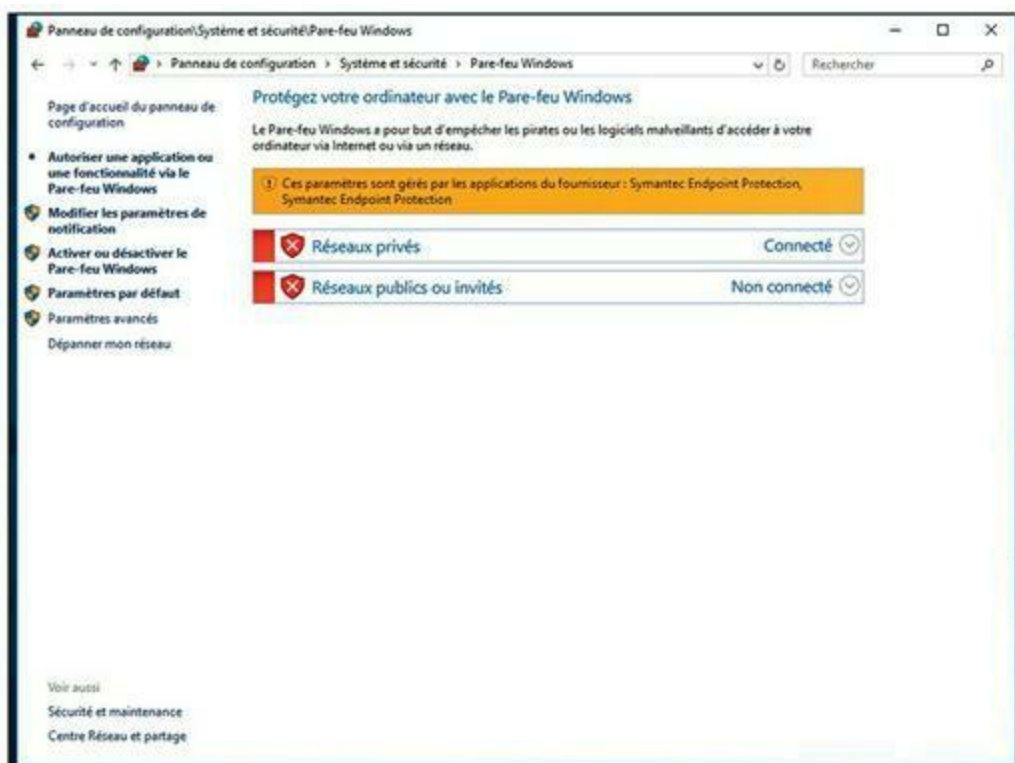 Panneau de configuration\Système et sécurité\Pare-feu Windows
Panneau de configuration › Système et sécurité › Pare-feu Windows
Rechercher
Page d'accueil du panneau de
configuration
Autoriser une application ou
une fonctionnalité via le
Pare-feu Windows
Modifier les paramètres de
notification
Activer ou désactiver le
Pare-feu Windows
Paramètres par défaut
Paramètres avancés
Dépanner mon réseau
Protégez votre ordinateur avec le Pare-feu Windows
Le Pare-feu Windows a pour but d'empêcher les pirates ou les logiciels malveillants d'accéder à votre
ordinateur via Internet ou via un réseau.
Ces paramètres sont gérés par les applications du fournisseur : Symantec Endpoint Protection,
Symantec Endpoint Protection
Réseaux privés Connecté
Réseaux publics ou invités Non connecté
Voir aussi
Sécurité et maintenance
Centre Réseau et partage